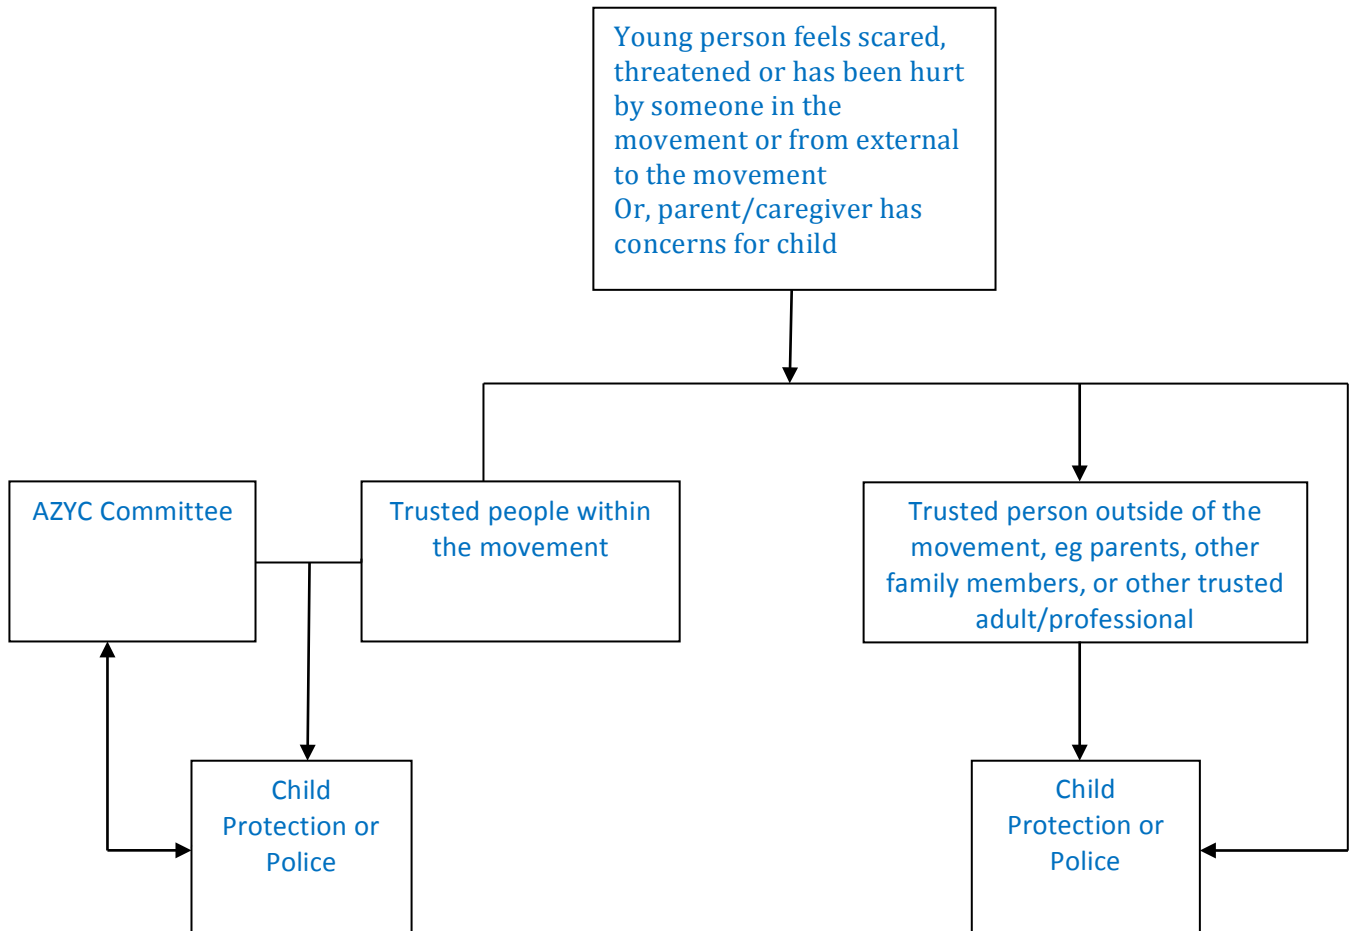 Young person feels scared,
threatened or has been hurt
by someone in the
movement or from external
to the movement
Or, parent/caregiver has
concerns for child
AZYC Committee
Trusted people within
the movement
Trusted person outside of the
movement, eg parents, other
family members, or other trusted
adult/professional
Child
Protection or
Police
Child
Protection or
Police